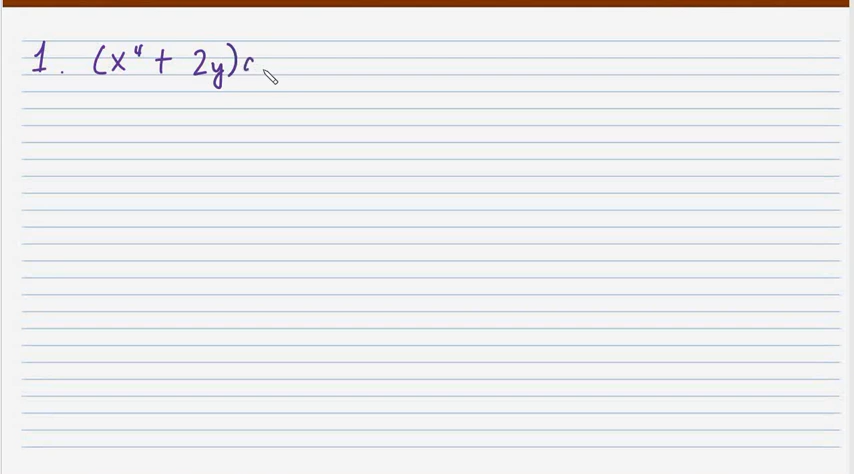 1. (x⁴ + 2y)